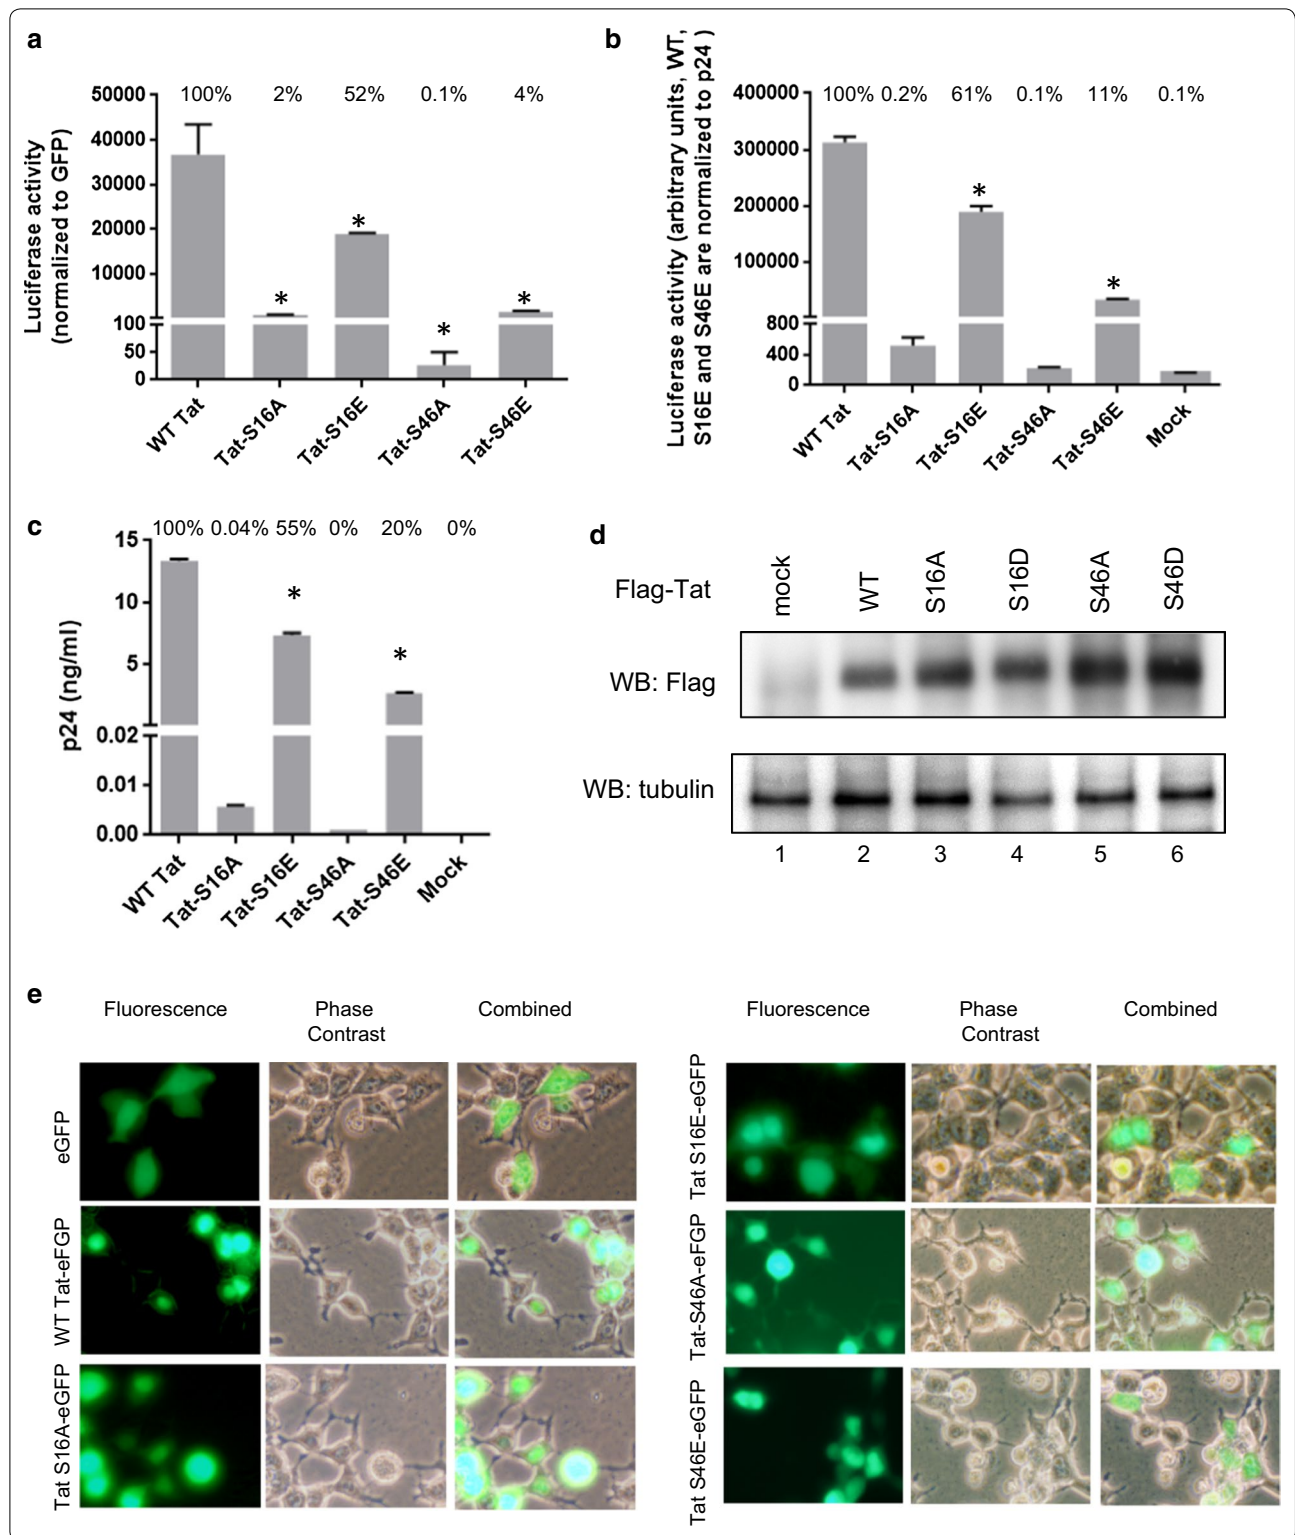 a
Luciferase activity
(normalized to GFP)
50000
40000
30000
20000
10000
100
50
0
100% 2% 52% 0.1% 4%
* * * *
WT Tat
Tat-S16A
Tat-S16E
Tat-S46A
Tat-S46E
b
Luciferase activity (arbitrary units, WT,
S16E and S46E are normalized to p24 )
400000
300000
200000
100000
800
400
0
100% 0.2% 61% 0.1% 11% 0.1%
* *
WT Tat
Tat-S16A
Tat-S16E
Tat-S46A
Tat-S46E
Mock
c
p24 (ng/ml)
15
10
5
0.02
0.01
0.00
100% 0.04% 55% 0% 20% 0%
* *
WT Tat
Tat-S16A
Tat-S16E
Tat-S46A
Tat-S46E
Mock
d
Flag-Tat
mock
WT
S16A
S16D
S46A
S46D
WB: Flag
WB: tubulin
1 2 3 4 5 6
e
Fluorescence
Phase
Contrast
Combined
eGFP
WT Tat-eFGP
Tat S16A-eGFP
Fluorescence
Phase
Contrast
Combined
Tat S16E-eGFP
Tat-S46A-eFGP
Tat S46E-eGFP